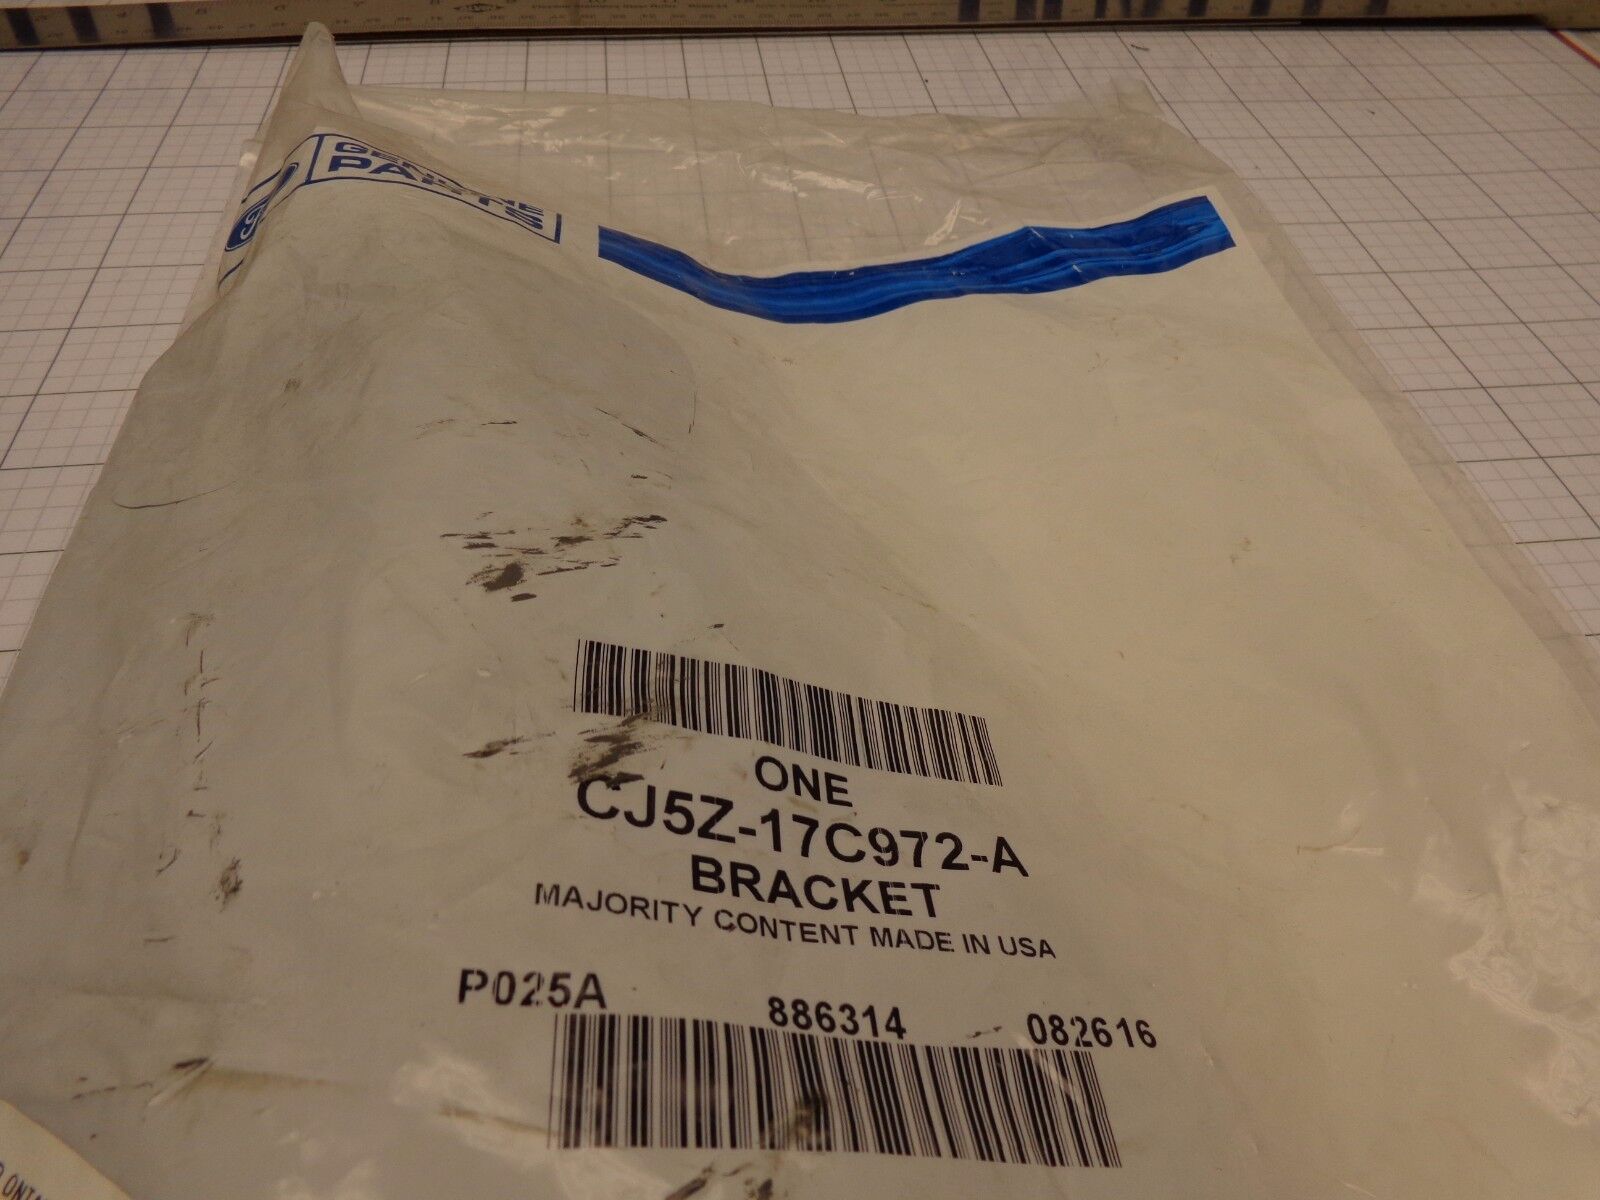 GENUINE
PARTS
ONE
CJ5Z-17C972-A
BRACKET
MAJORITY CONTENT MADE IN USA
P025A 886314 082616